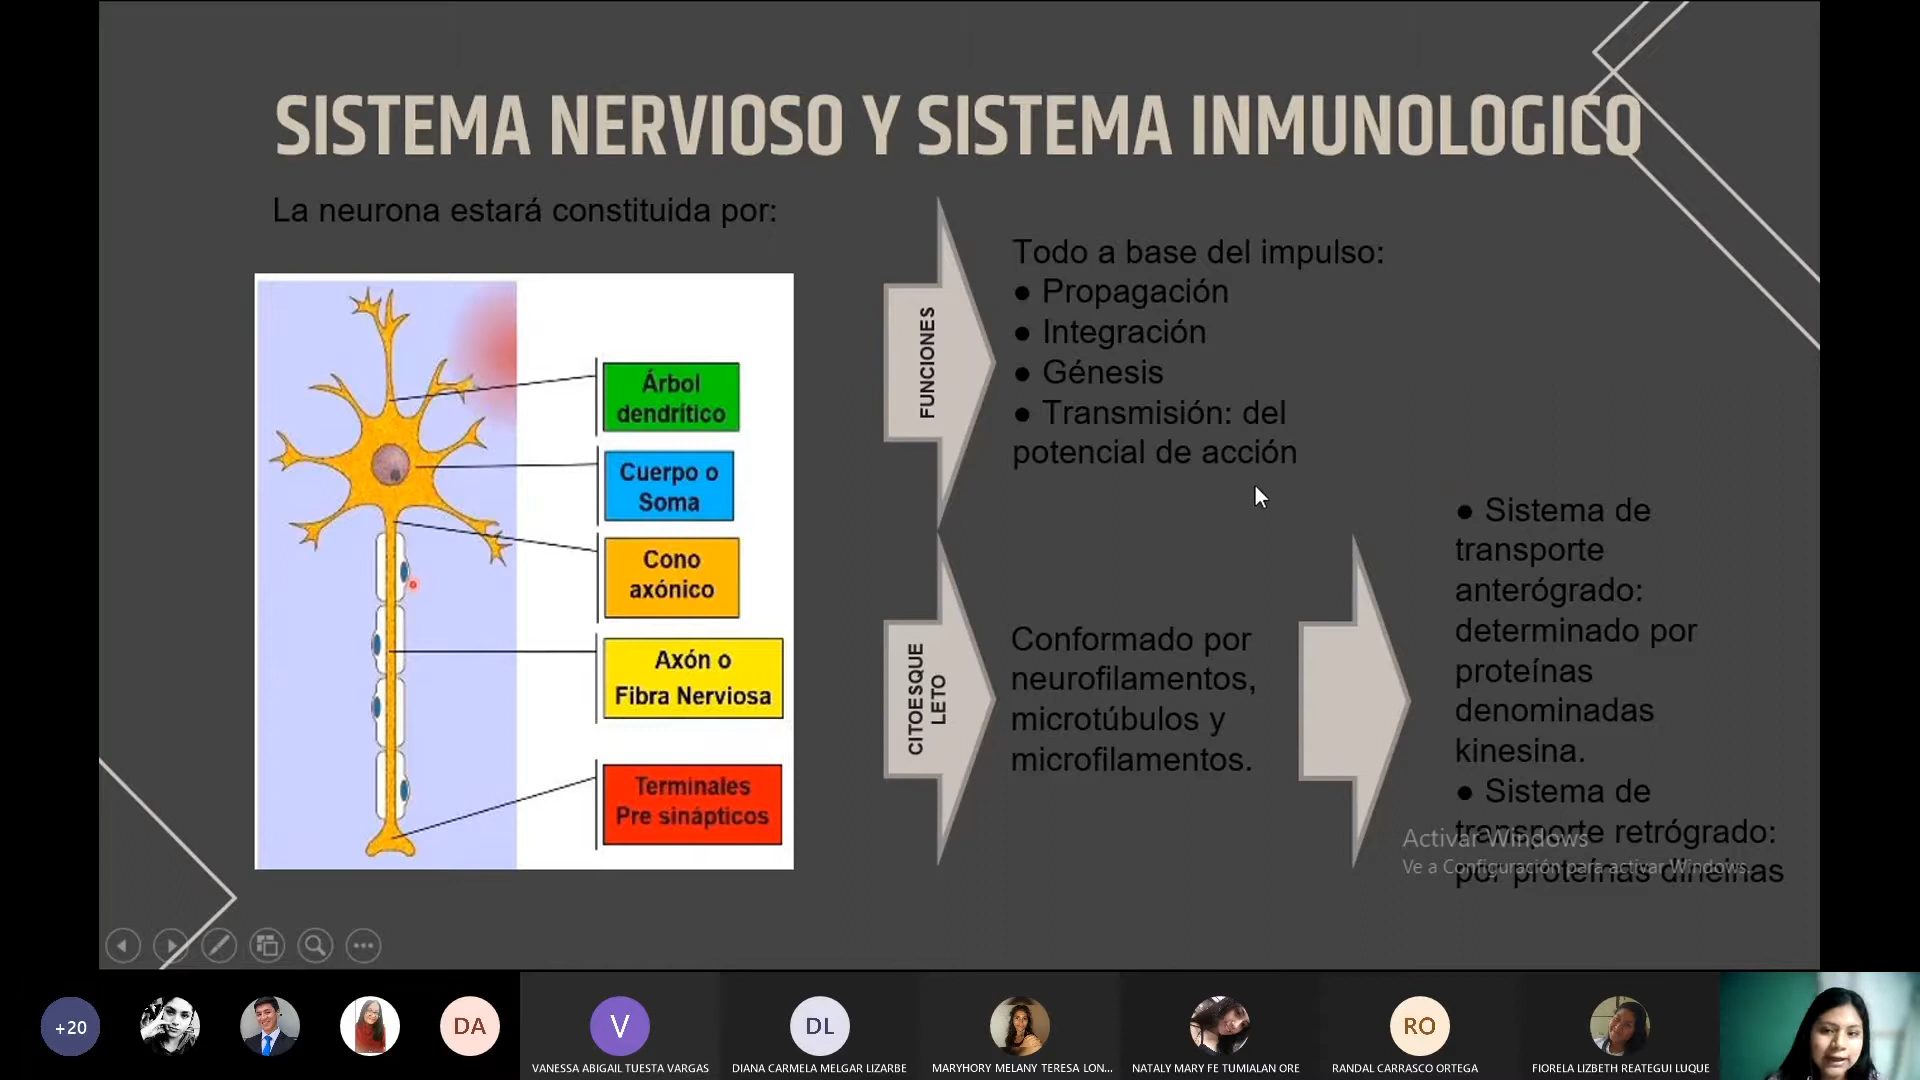 SISTEMA NERVIOSO Y SISTEMA INMUNOLOGICO
La neurona estará constituida por:
Árbol
dendrítico
Cuerpo o
Soma
Cono
axónico
Axón o
Fibra Nerviosa
Terminales
Pre sinápticos
FUNCIONES
Todo a base del impulso:
● Propagación
● Integración
● Génesis
● Transmisión: del
potencial de acción
CITOESQUE
LETO
Conformado por
neurofilamentos,
microtúbulos y
microfilamentos.
● Sistema de
transporte
anterógrado:
determinado por
proteínas
denominadas
kinesina.
● Sistema de
transporte retrógrado:
por proteínas dineinas
Activar Windows
Ve a Configuración para activar Windows.
+20
DA
V
DL
RO
VANESSA ABIGAIL TUESTA VARGAS
DIANA CARMELA MELGAR LIZARBE
MARYHORY MELANY TERESA LON...
NATALY MARY FE TUMIALAN ORE
RANDAL CARRASCO ORTEGA
FIORELA LIZBETH REATEGUI LUQUE